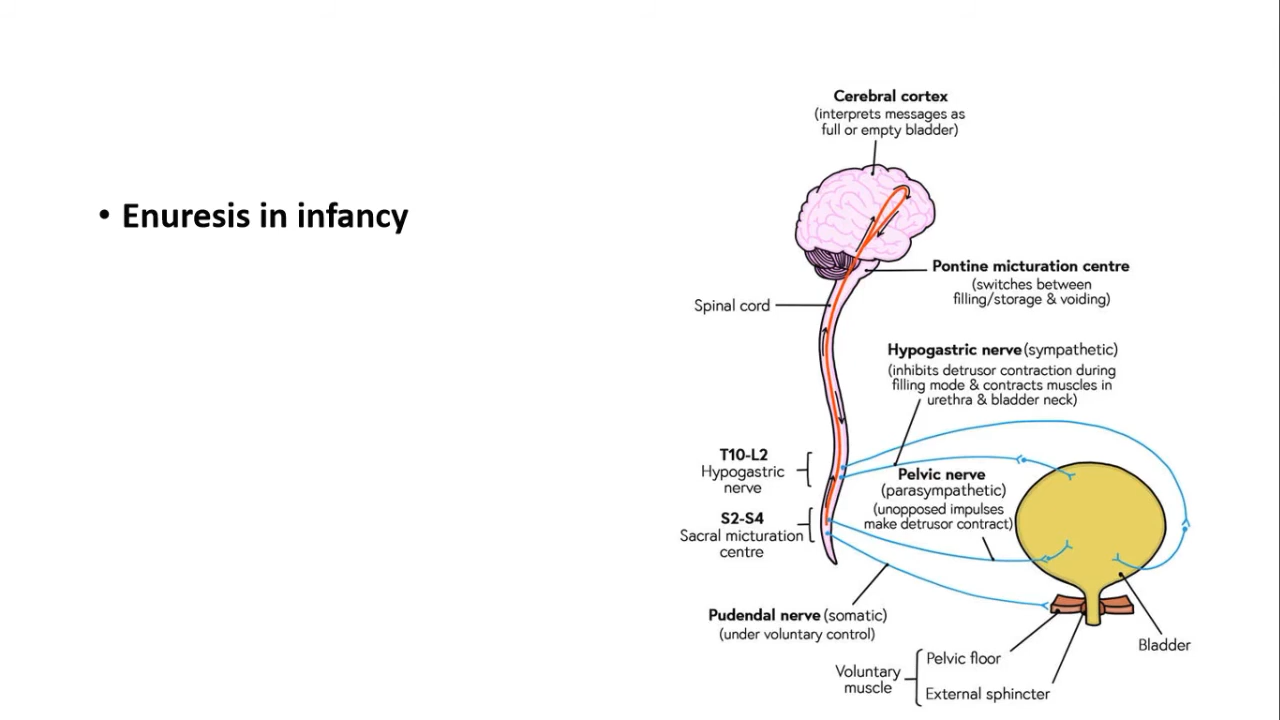 • Enuresis in infancy
Cerebral cortex
(interprets messages as
full or empty bladder)
Pontine micturation centre
(switches between
filling/storage & voiding)
Spinal cord
Hypogastric nerve (sympathetic)
(inhibits detrusor contraction during
filling mode & contracts muscles in
urethra & bladder neck)
T10-L2
Hypogastric
nerve
Pelvic nerve
(parasympathetic)
(unopposed impulses
make detrusor contract)
S2-S4
Sacral micturation
centre
Pudendal nerve (somatic)
(under voluntary control)
Bladder
Voluntary
muscle
Pelvic floor
External sphincter